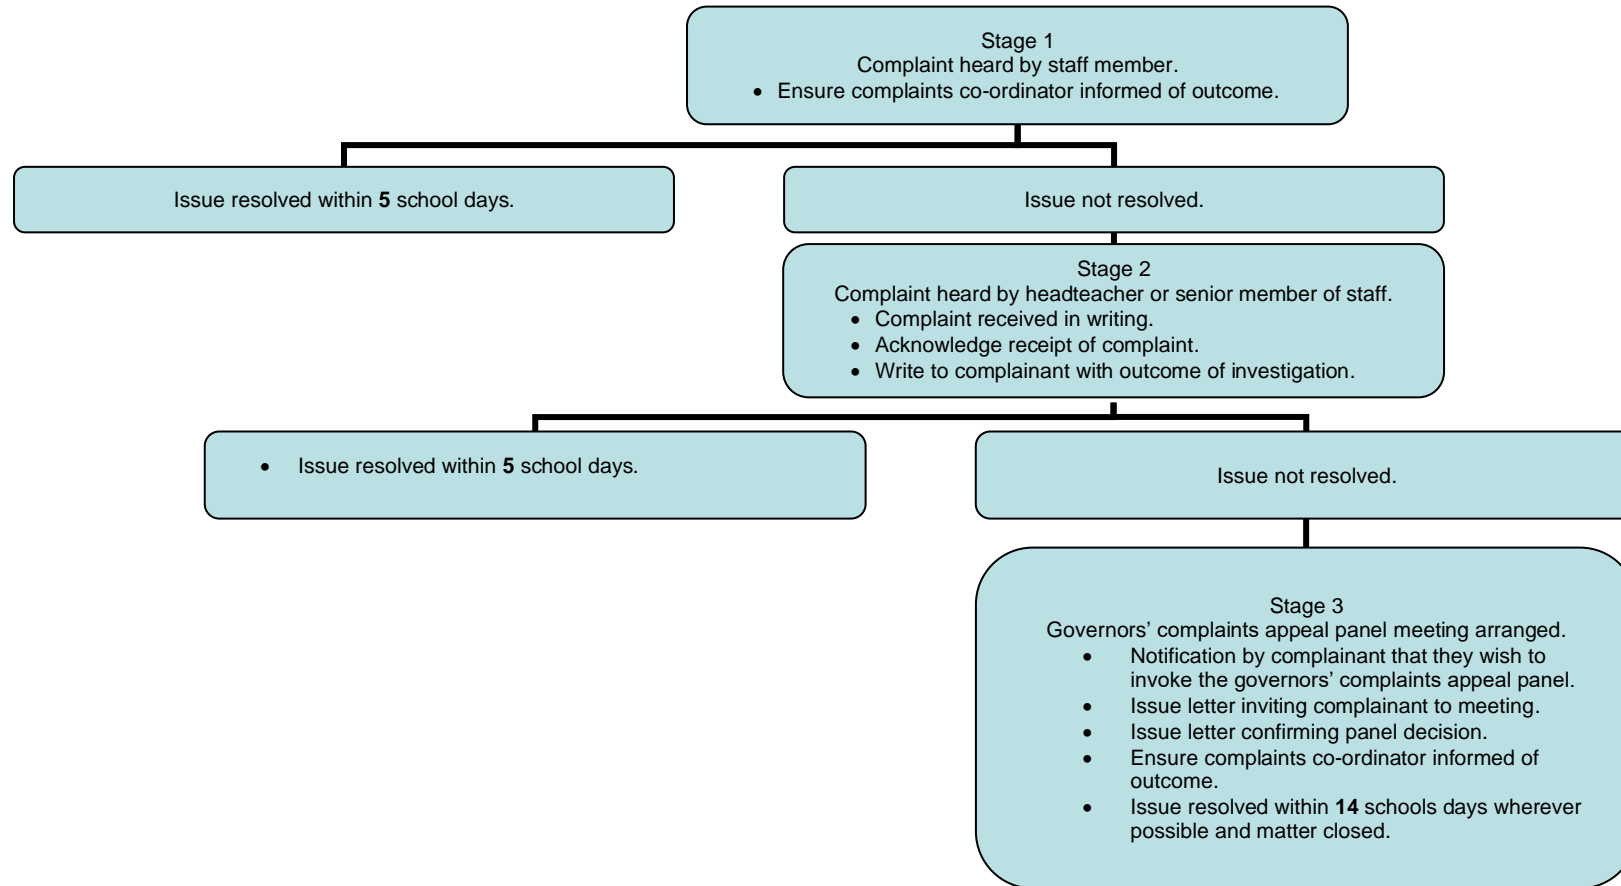 Stage 1
Complaint heard by staff member.
• Ensure complaints co-ordinator informed of outcome.
Issue resolved within 5 school days.
Issue not resolved.
Stage 2
Complaint heard by headteacher or senior member of staff.
• Complaint received in writing.
• Acknowledge receipt of complaint.
• Write to complainant with outcome of investigation.
• Issue resolved within 5 school days.
Issue not resolved.
Stage 3
Governors’ complaints appeal panel meeting arranged.
• Notification by complainant that they wish to
invoke the governors’ complaints appeal panel.
• Issue letter inviting complainant to meeting.
• Issue letter confirming panel decision.
• Ensure complaints co-ordinator informed of
outcome.
• Issue resolved within 14 schools days wherever
possible and matter closed.